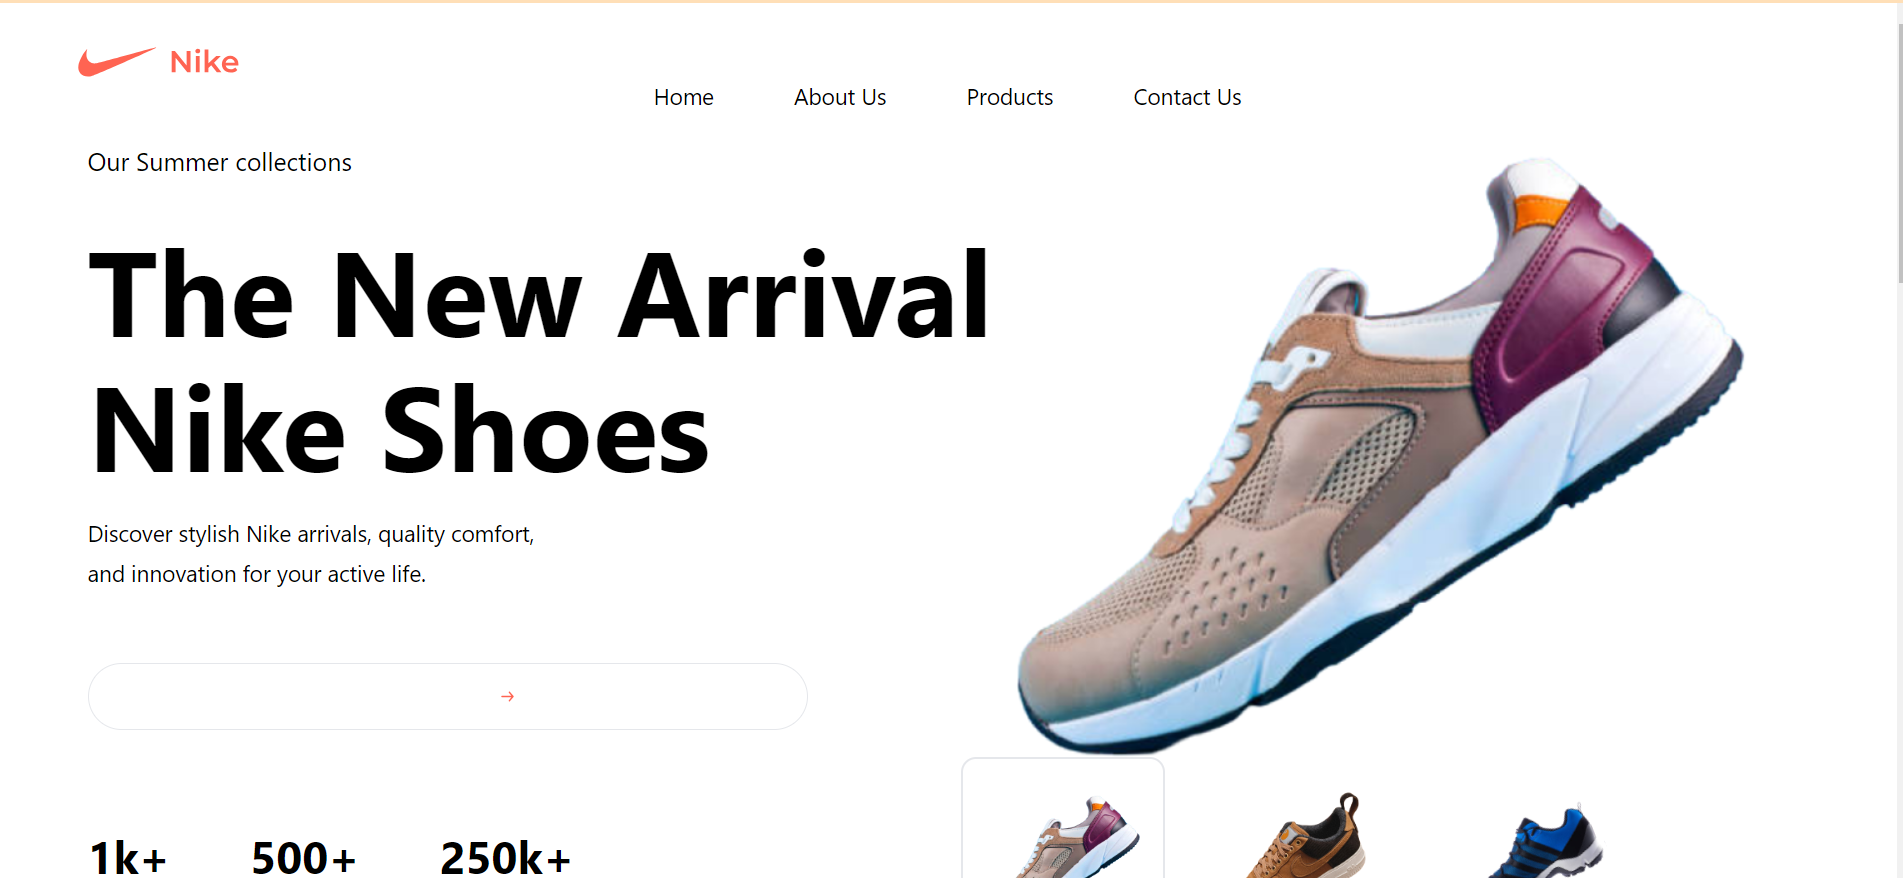 Nike
Home About Us Products Contact Us
Our Summer collections
The New Arrival
Nike Shoes
Discover stylish Nike arrivals, quality comfort,
and innovation for your active life.
→
1k+ 500+ 250k+